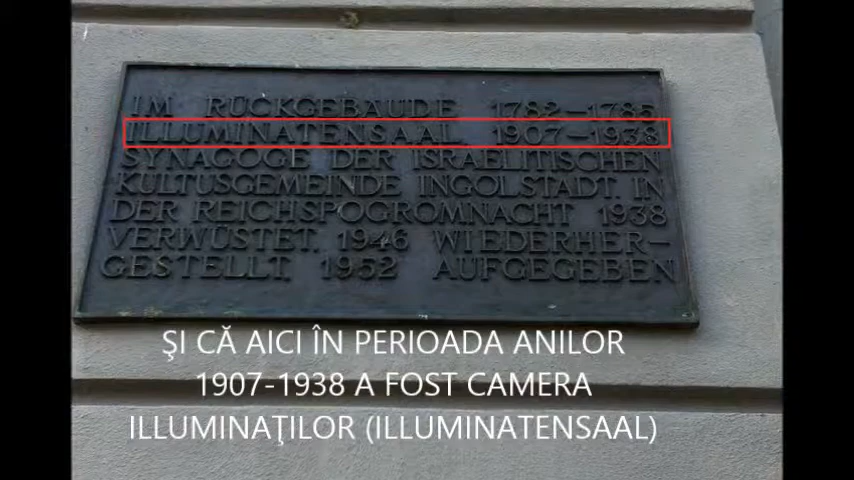 IM RÜCKGEBÄUDE 1782-1785
ILLUMINATENSAAL. 1907-1938
SYNAGOGE DER ISRAELITISCHEN
KULTUSGEMEINDE INGOLSTADT. IN
DER REICHSPOGROMNACHT 1938
VERWÜSTET. 1946 WIEDERHER-
GESTELLT. 1952 AUFGEGEBEN
ŞI CĂ AICI ÎN PERIOADA ANILOR
1907-1938 A FOST CAMERA
ILLUMINAŢILOR (ILLUMINATENSAAL)